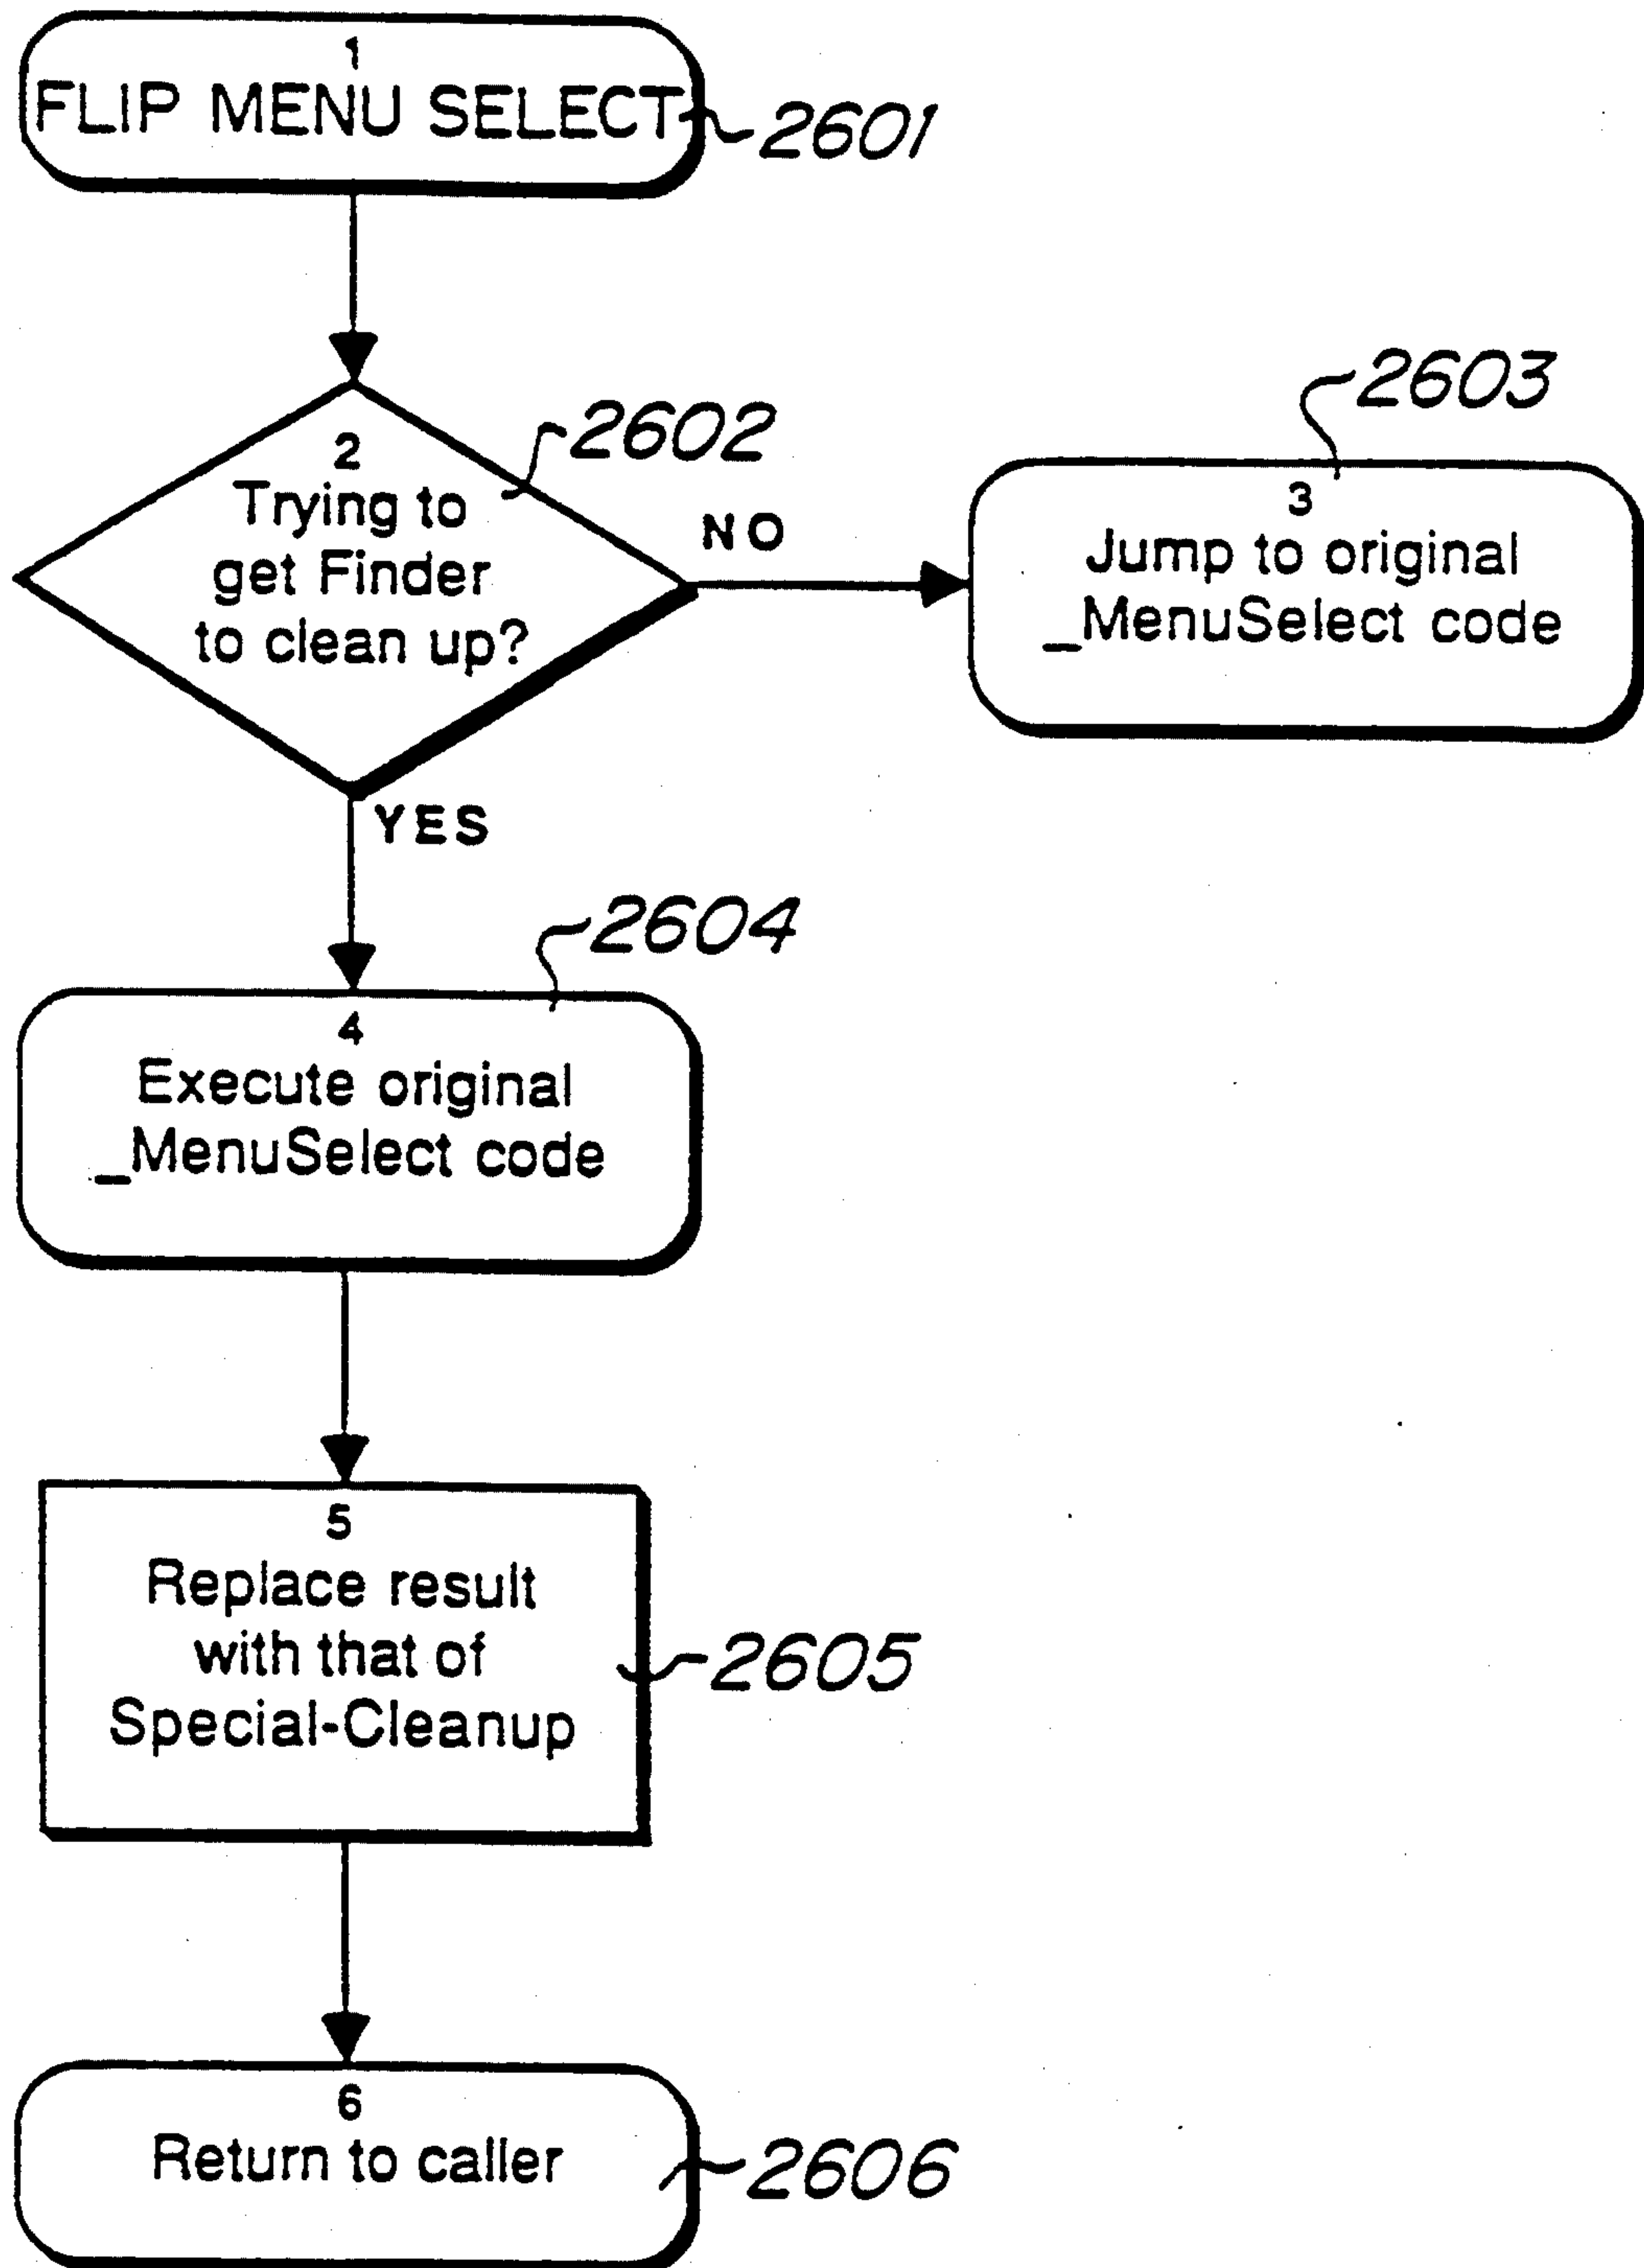 1
FLIP MENU SELECT
2601
2
Trying to
get Finder
to clean up?
2602
NO
2603
3
Jump to original
_MenuSelect code
YES
2604
4
Execute original
_MenuSelect code
5
Replace result
with that of
Special-Cleanup
2605
6
Return to caller
2606